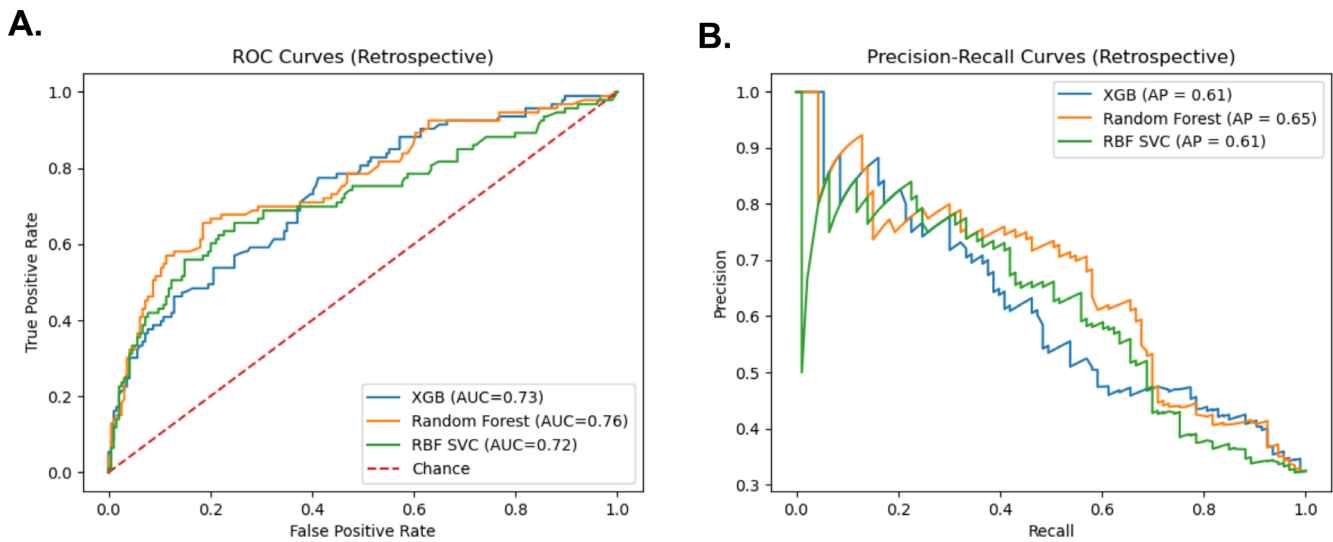 A.
ROC Curves (Retrospective)
True Positive Rate
1.0
0.8
0.6
0.4
0.2
0.0
XGB (AUC=0.73)
Random Forest (AUC=0.76)
RBF SVC (AUC=0.72)
Chance
0.0 0.2 0.4 0.6 0.8 1.0
False Positive Rate
B.
Precision-Recall Curves (Retrospective)
Precision
1.0
0.9
0.8
0.7
0.6
0.5
0.4
0.3
XGB (AP = 0.61)
Random Forest (AP = 0.65)
RBF SVC (AP = 0.61)
0.0 0.2 0.4 0.6 0.8 1.0
Recall